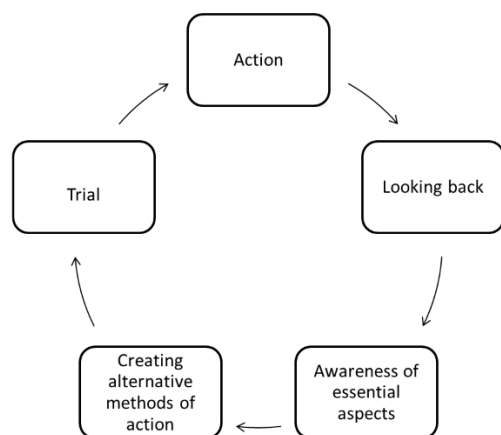 Action
Looking back
Awareness of
essential
aspects
Creating
alternative
methods of
action
Trial